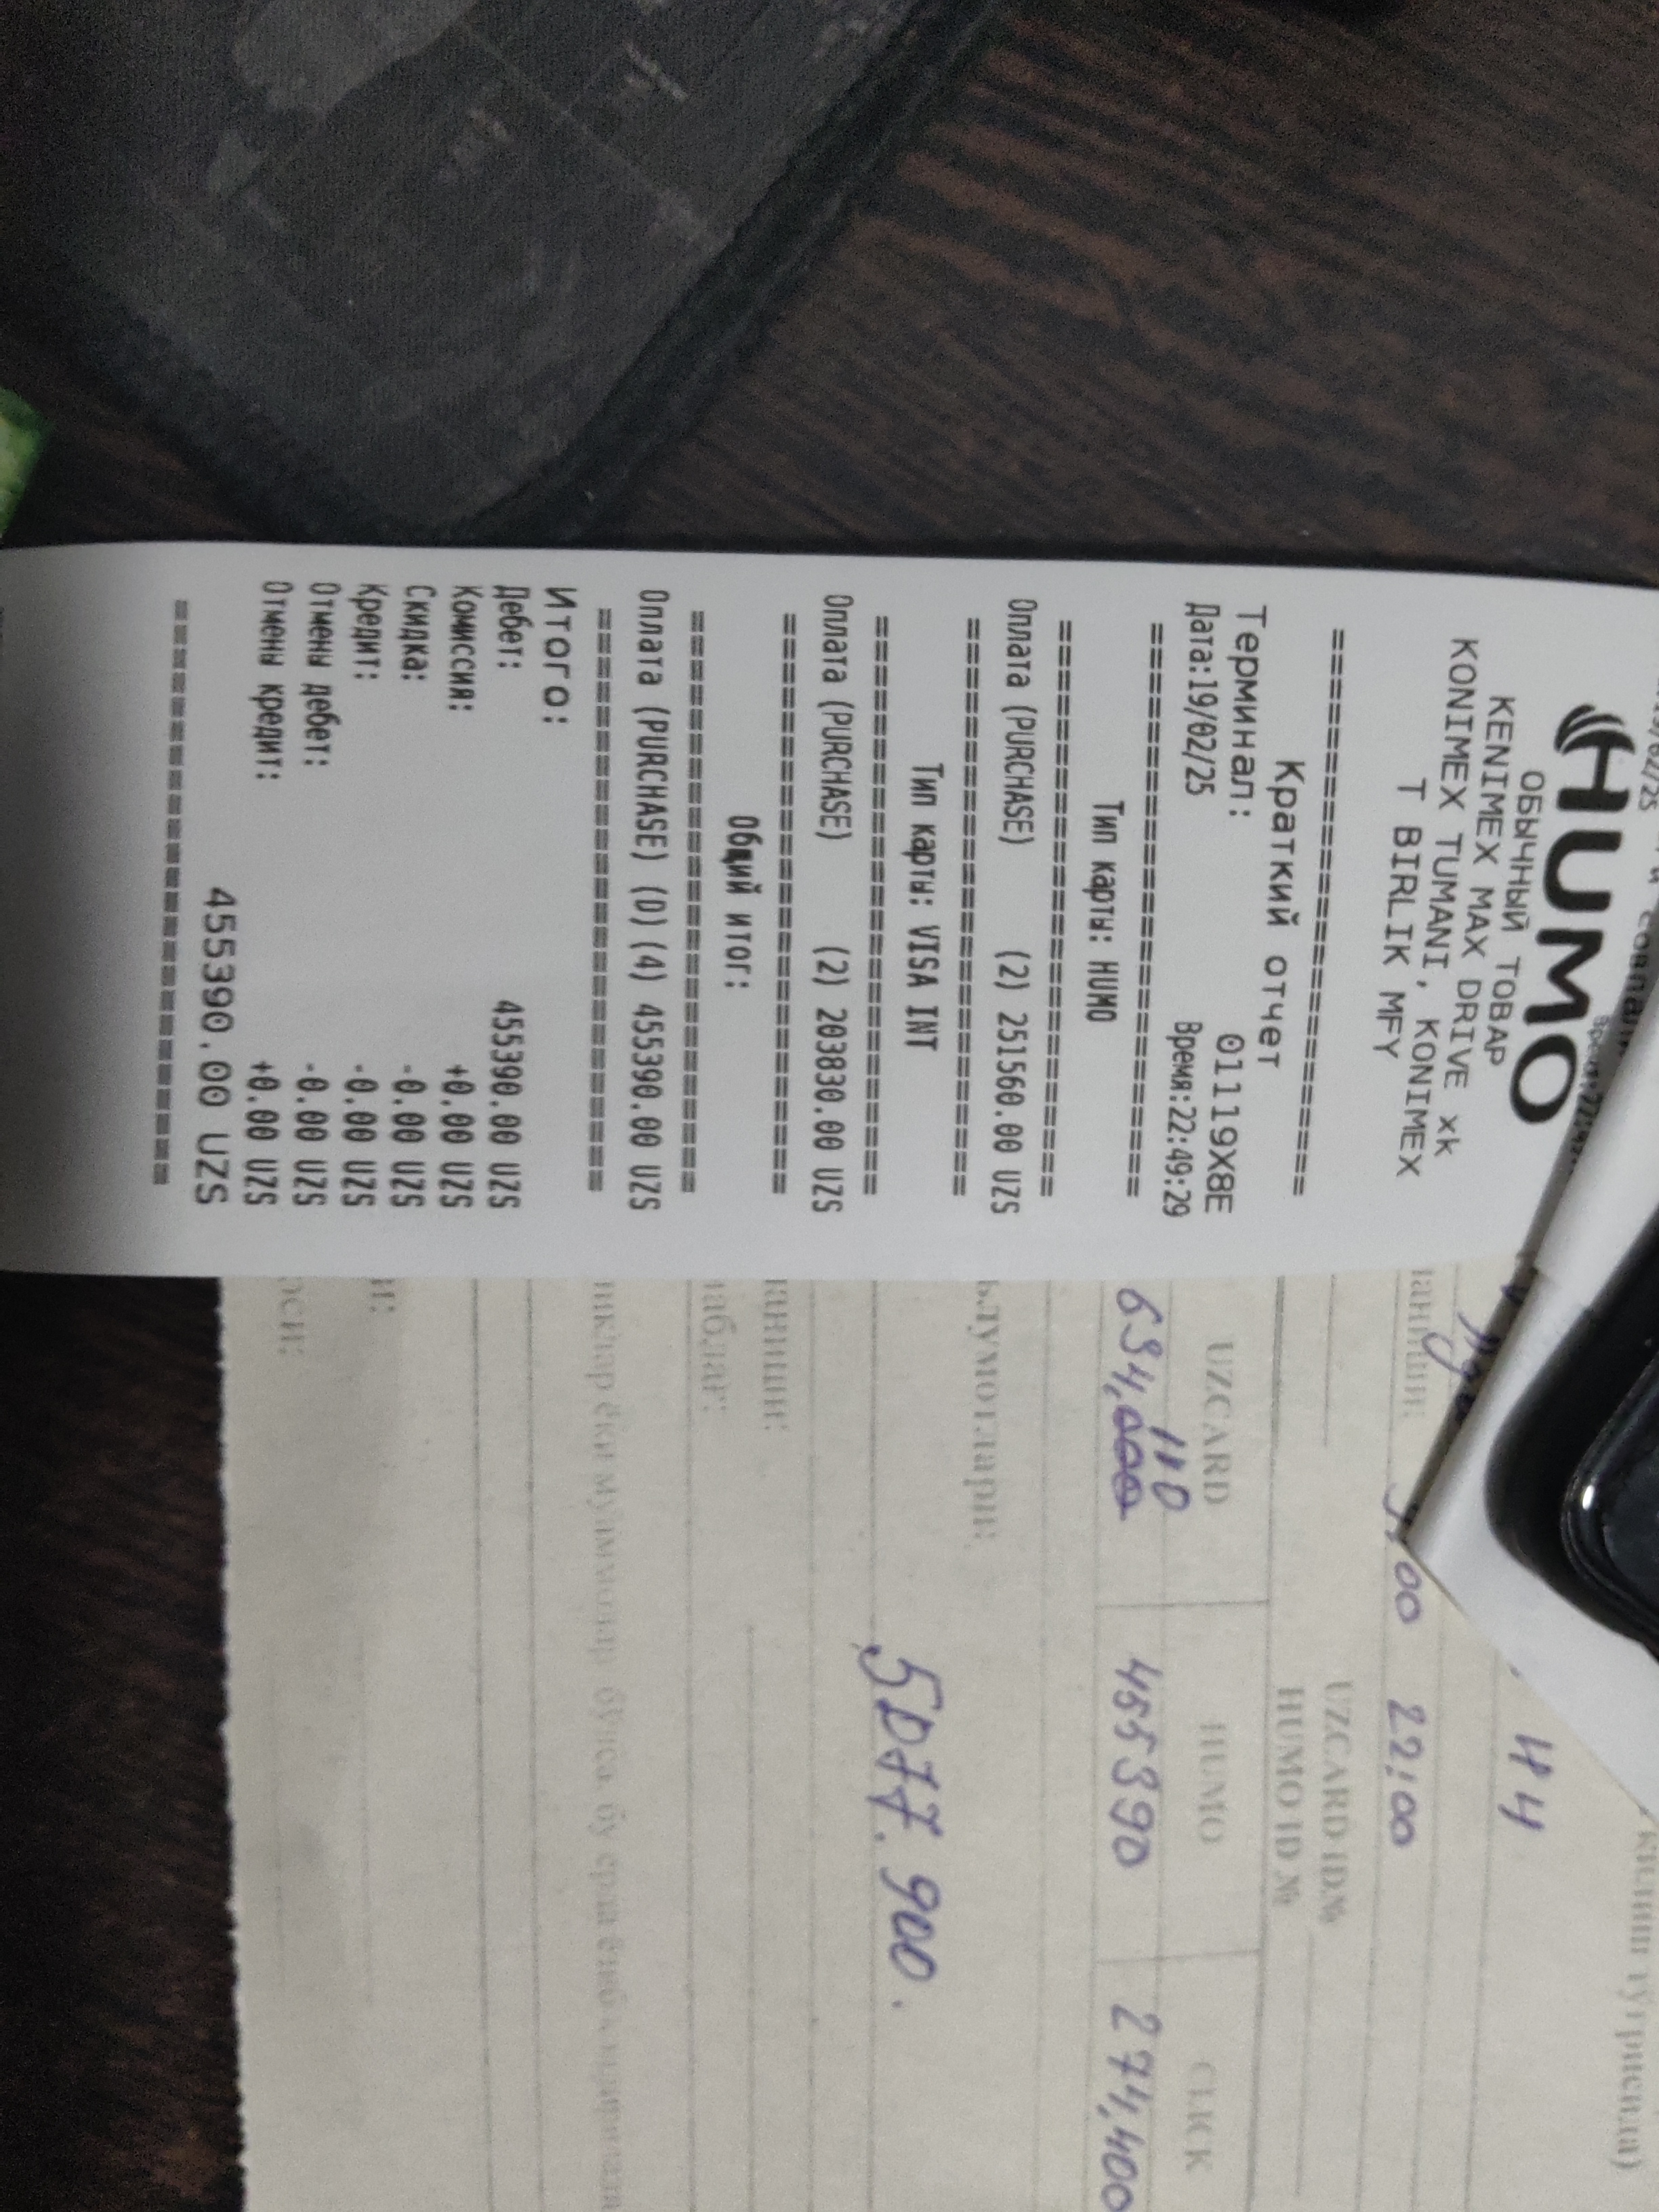 HUMO
ОБЫЧНЫЙ ТОВАР
KENIMEX MAX DRIVE xk
KONIMEX TUMANI, KONIMEX
T BIRLIK MFY
==============================
Краткий отчет
Терминал: 01119X8E
Дата:19/02/25 Время:22:49:29
==============================
Тип карты: HUMO
==============================
Оплата (PURCHASE) (2) 251560.00 UZS
==============================
Тип карты: VISA INT
==============================
Оплата (PURCHASE) (2) 203830.00 UZS
==============================
Общий итог:
==============================
Оплата (PURCHASE) (D)(4) 455390.00 UZS
==============================
Итого:
Дебет: 455390.00 UZS
Комиссия: +0.00 UZS
Скидка: -0.00 UZS
Кредит: -0.00 UZS
Отмены дебет: -0.00 UZS
Отмены кредит: +0.00 UZS
455390.00 UZS
==============================
44
22:00
UZCARD ID№
HUMO ID №
UZCARD HUMO CLICK
110
634,000 455390 274,400
5077.900.